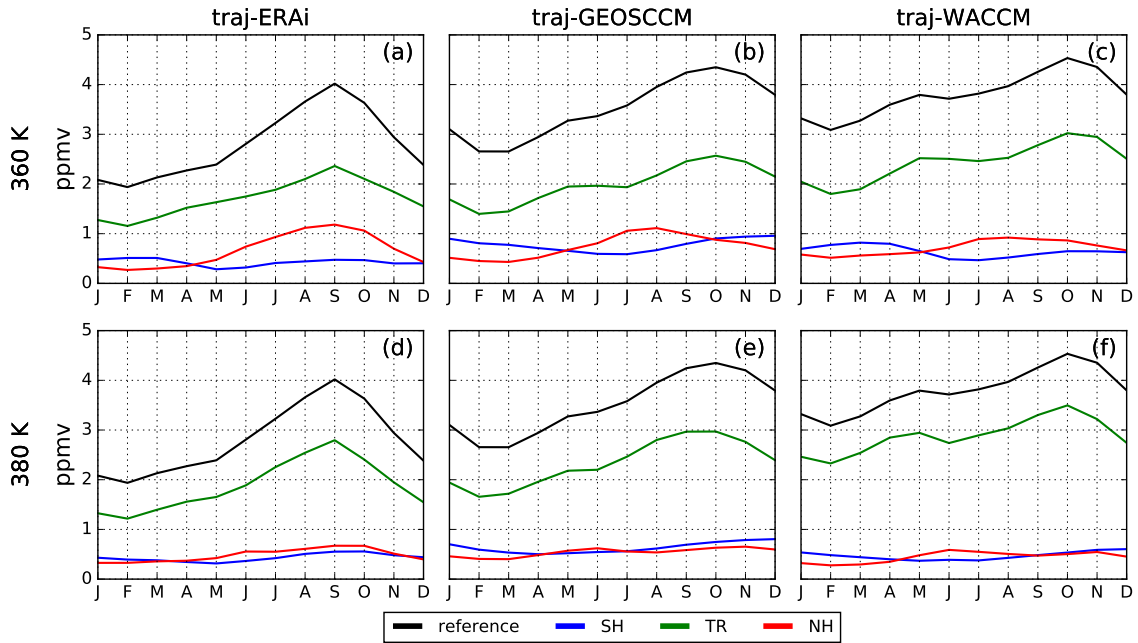 traj-ERAi traj-GEOSCCM traj-WACCM
360 K
ppmv
5
4
3
2
1
0
(a)
J F M A M J J A S O N D
(b)
J F M A M J J A S O N D
(c)
J F M A M J J A S O N D
380 K
ppmv
5
4
3
2
1
0
(d)
J F M A M J J A S O N D
(e)
J F M A M J J A S O N D
(f)
J F M A M J J A S O N D
reference SH TR NH